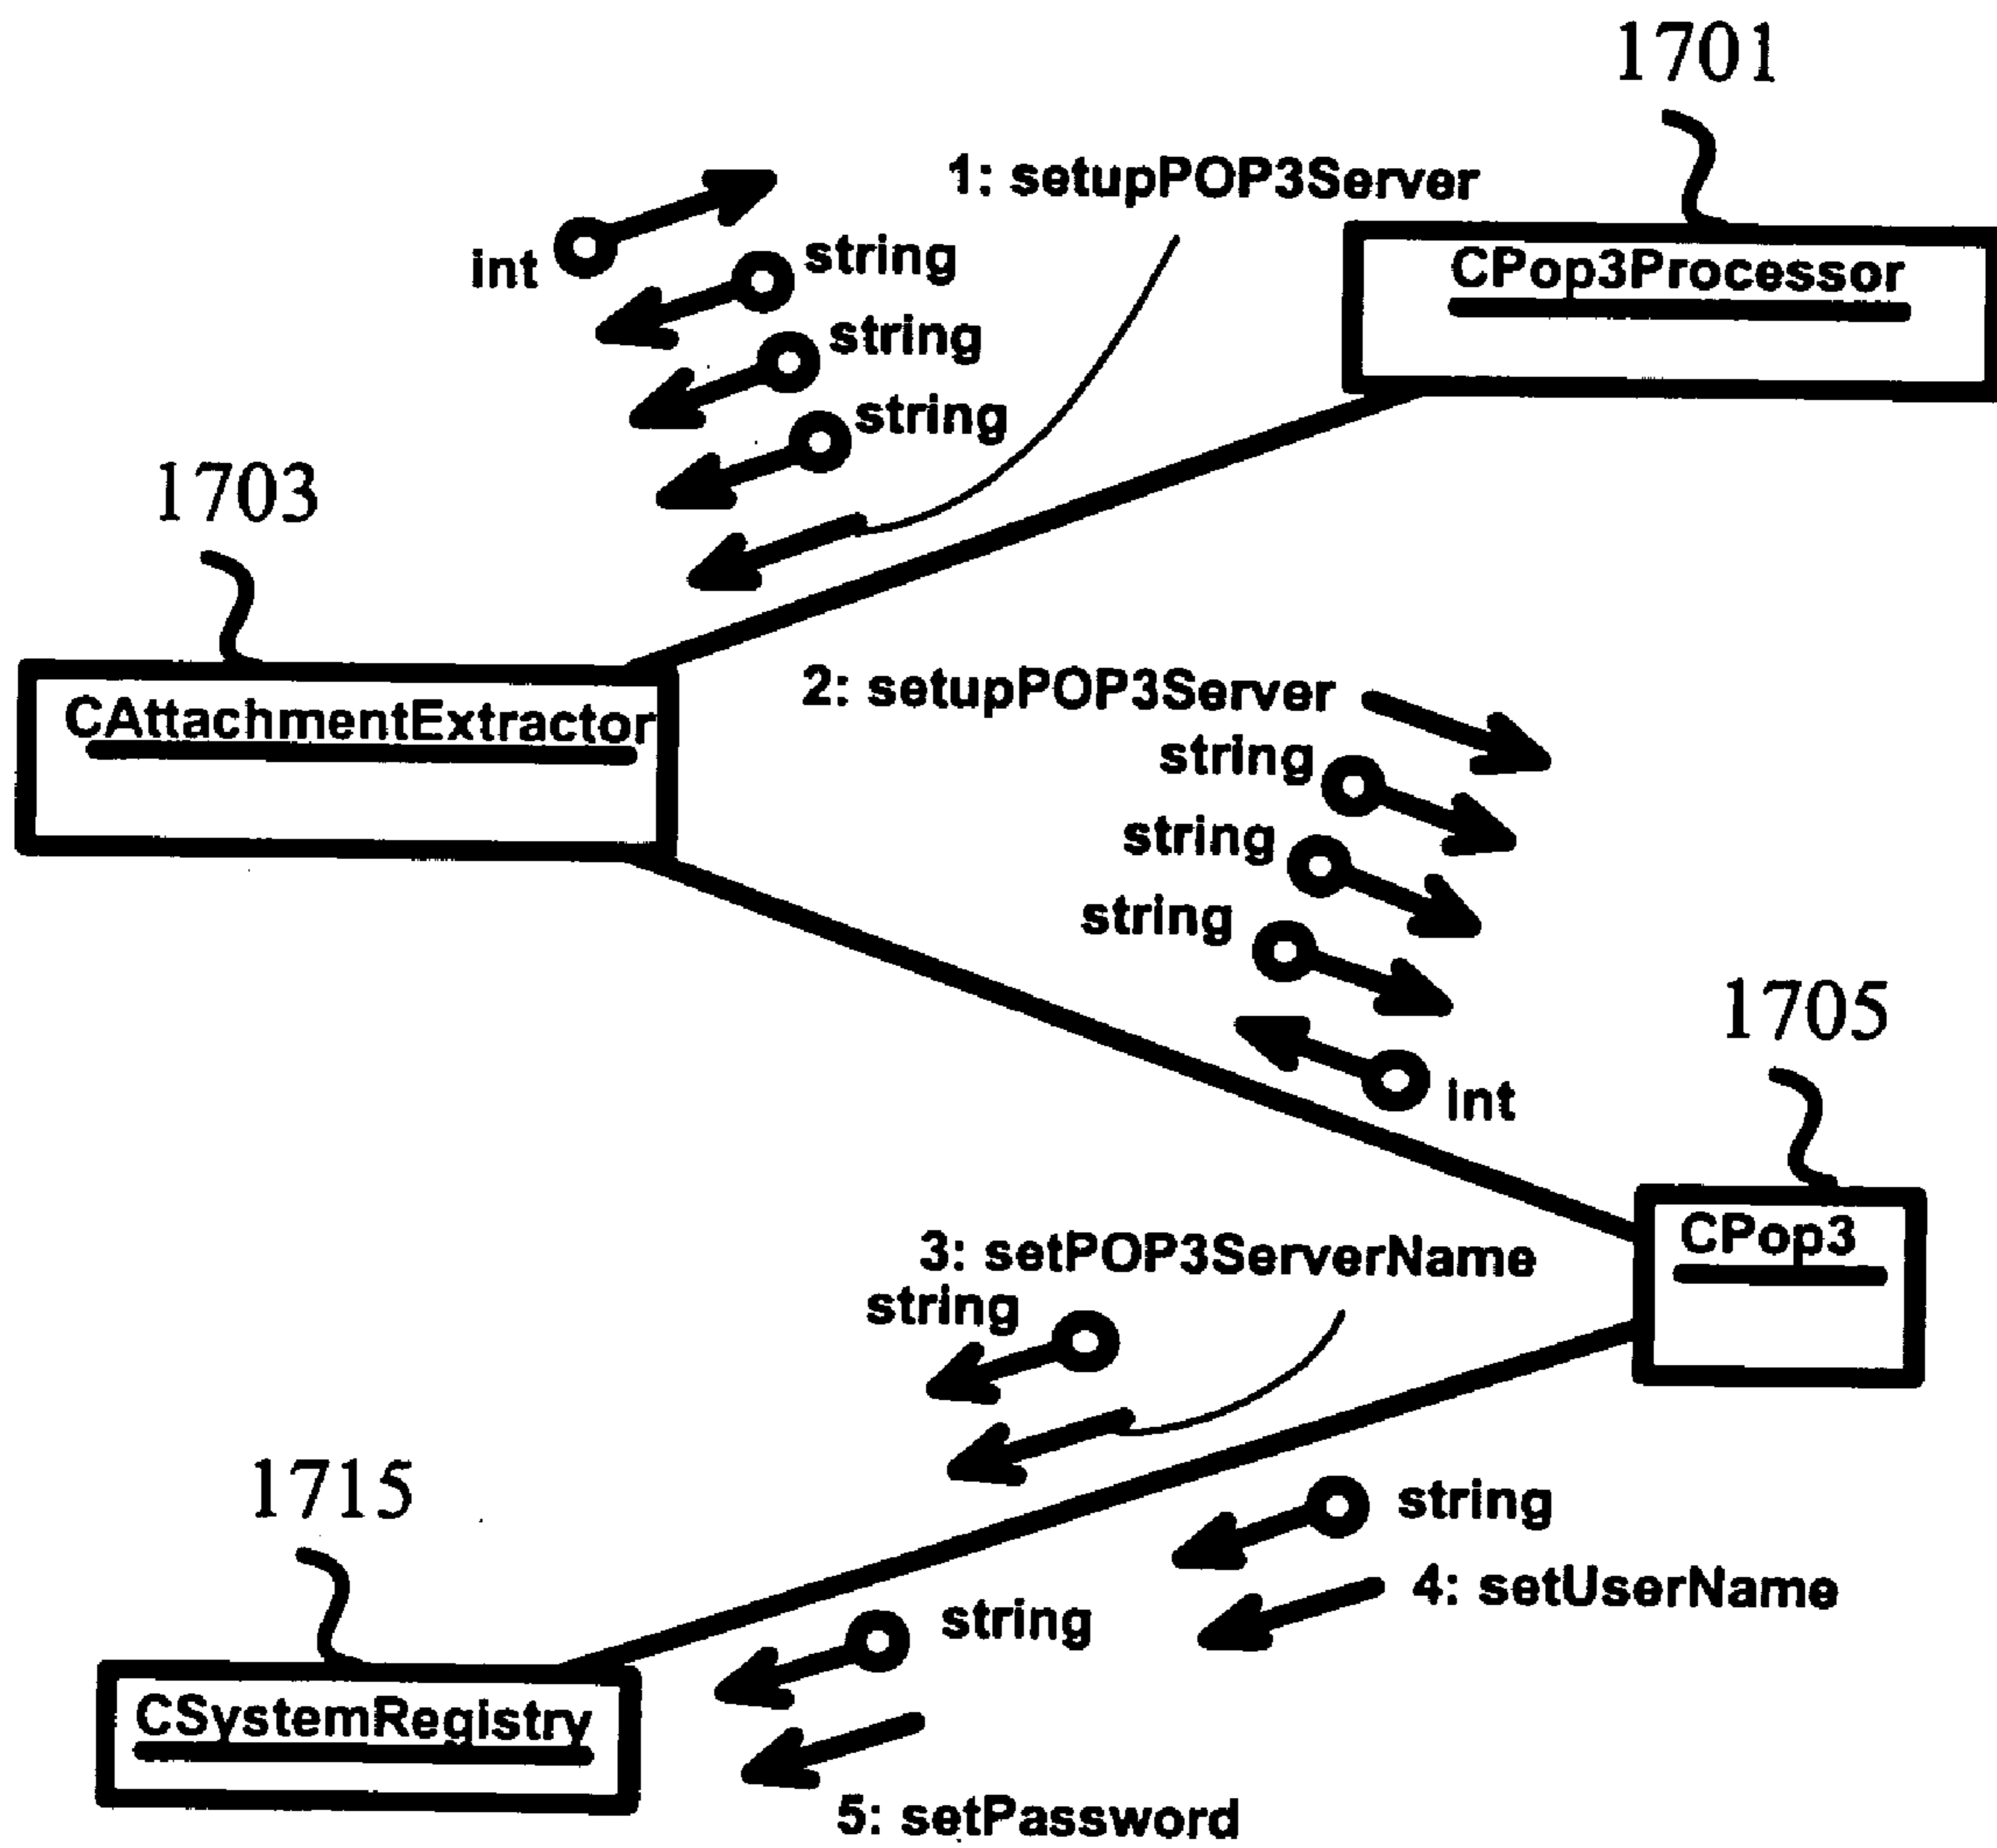 1701
1: setupPOP3Server
int
string
CPop3Processor
string
string
1703
2: setupPOP3Server
CAttachmentExtractor
string
string
string
1705
int
3: setPOP3ServerName
CPop3
string
1715
string
4: setUserName
string
CSystemRegistry
5: setPassword